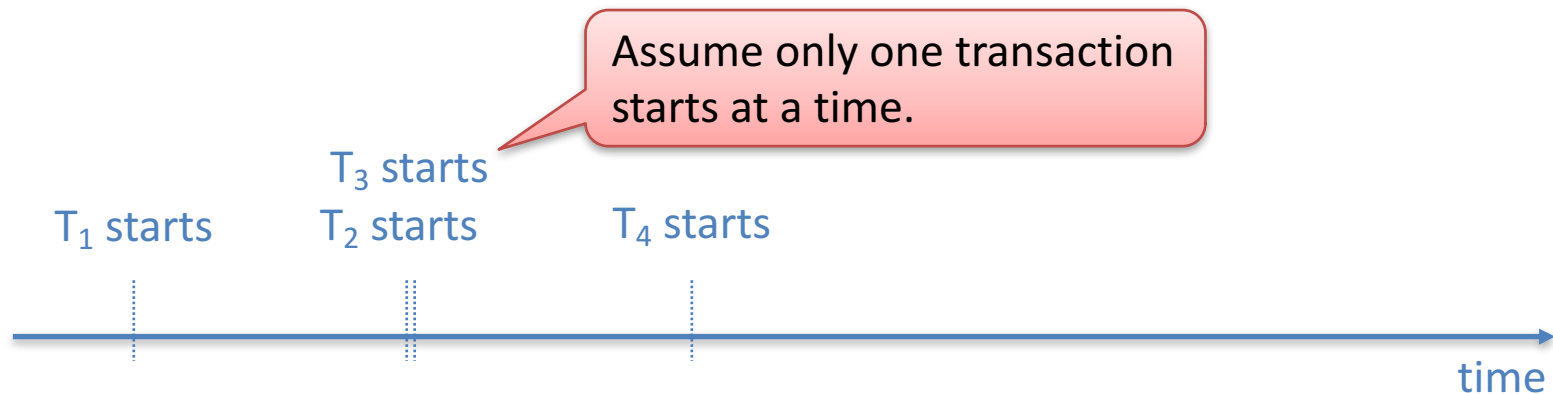 Assume only one transaction
starts at a time.
T₃ starts
T₁ starts
T₂ starts
T₄ starts
time